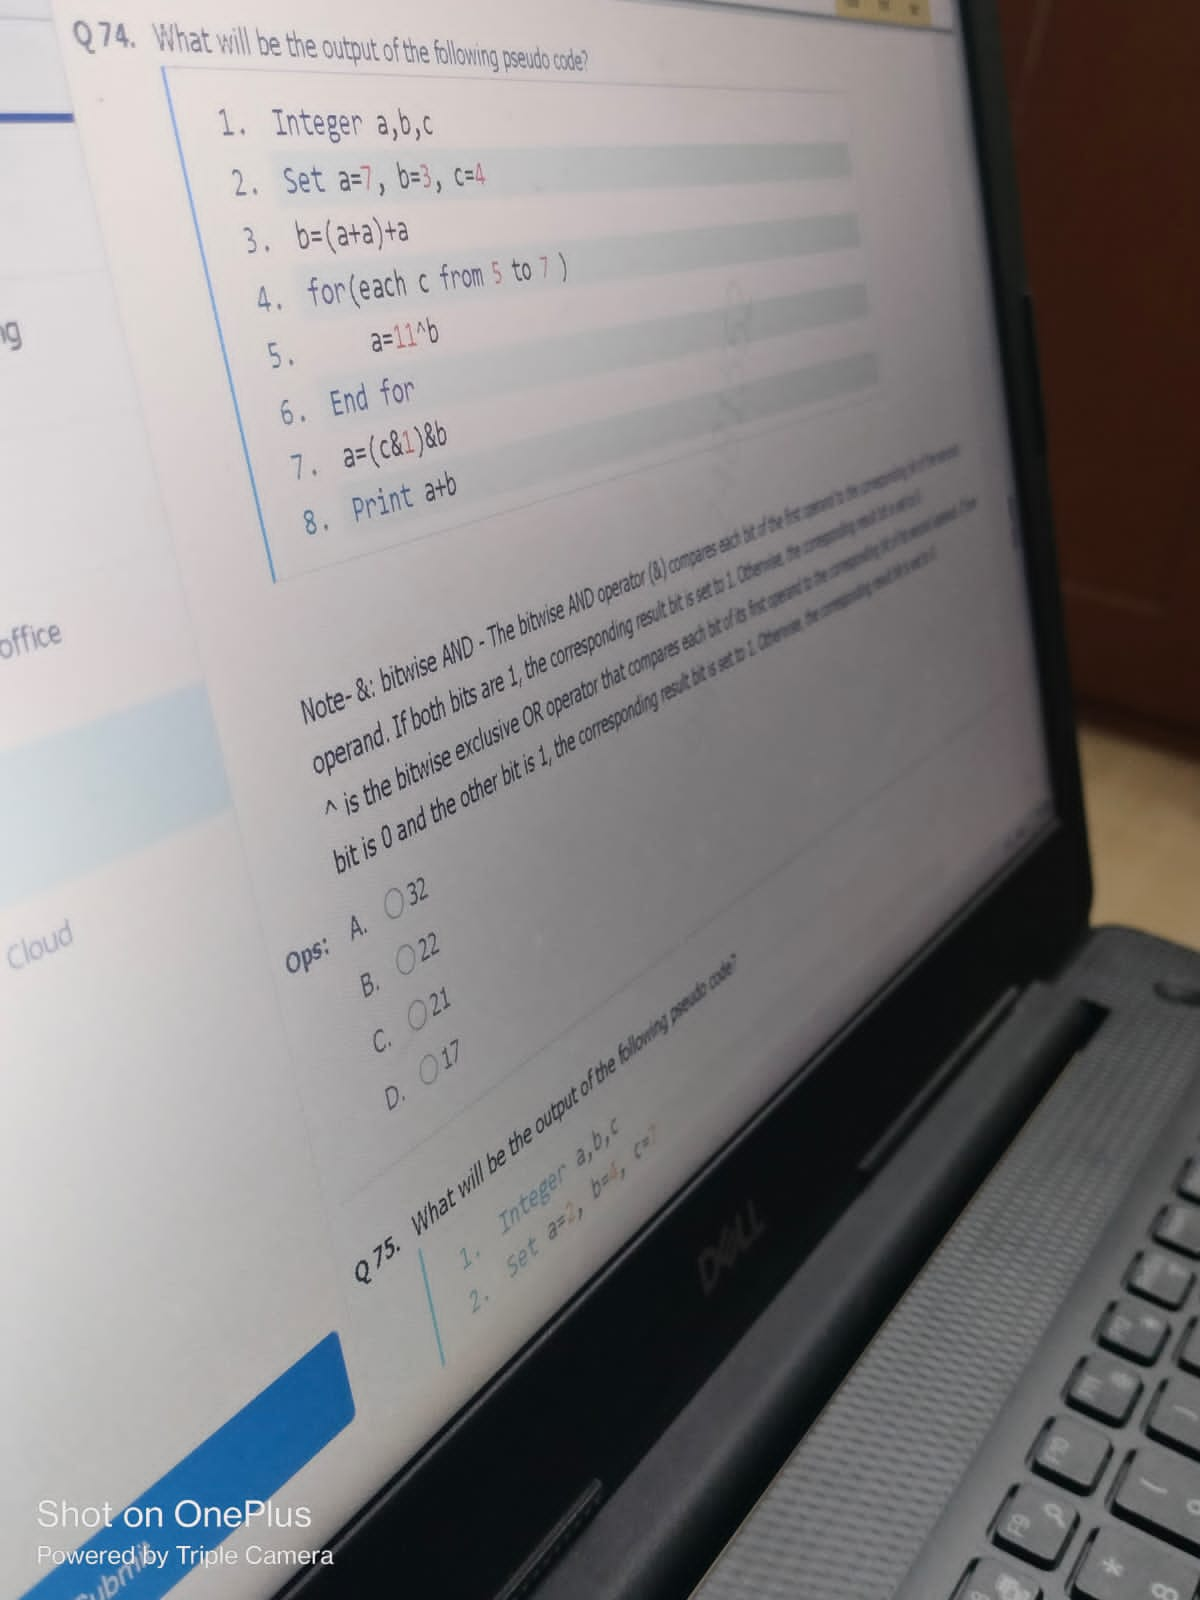 Q 74. What will be the output of the following pseudo code?
1. Integer a,b,c
2. Set a=7, b=3, c=4
3. b=(a+a)+a
4. for(each c from 5 to 7 )
5. a=11^b
6. End for
7. a=(c&1)&b
8. Print a+b
Note- &: bitwise AND - The bitwise AND operator (&) compares each bit of the first operand to the corresponding bit of the second
operand. If both bits are 1, the corresponding result bit is set to 1. Otherwise, the corresponding result bit is set to 0.
^ is the bitwise exclusive OR operator that compares each bit of its first operand to the corresponding bit of its second operand. If one
bit is 0 and the other bit is 1, the corresponding result bit is set to 1. Otherwise, the corresponding result bit is set to 0.
Ops: A. 32
B. 22
C. 21
D. 17
Q 75. What will be the output of the following pseudo code?
1. Integer a,b,c
2. Set a=2, b=4, c=
ng
office
Cloud
Submit
DELL
F10
F9
*
8
Shot on OnePlus
Powered by Triple Camera